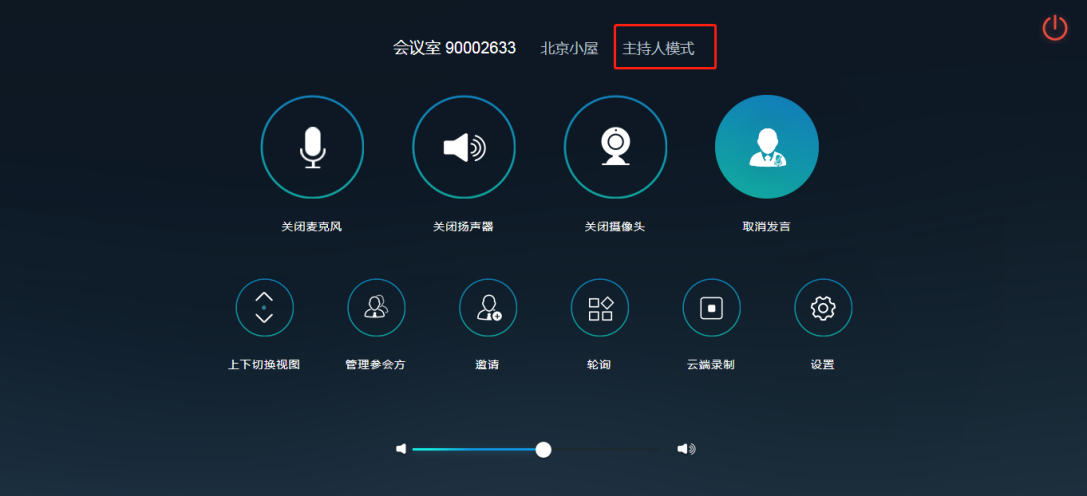 会议室 90002633 北京小屋 主持人模式
关闭麦克风 关闭扬声器 关闭摄像头 取消发言
上下切换视图 管理参会方 邀请 轮询 云端录制 设置